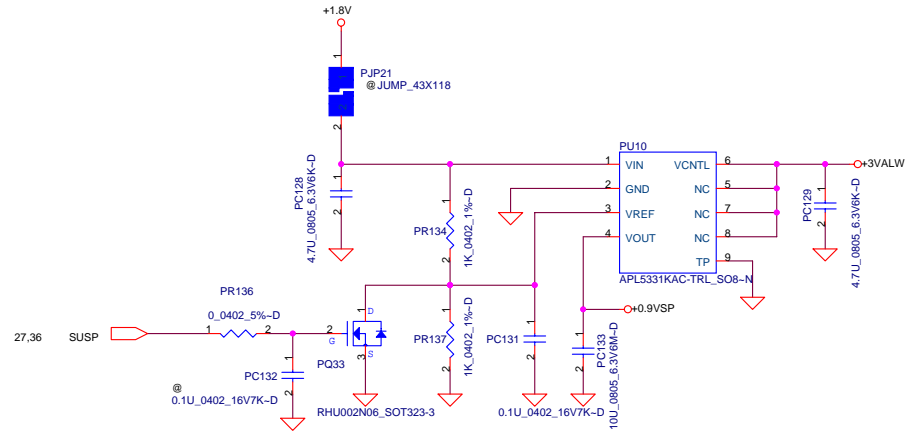 +1.8V
1
PJP21
@ JUMP_43X118
1
2
2
PU10
1 VIN VCNTL 6
+3VALW
2 GND NC 5
3 VREF NC 7
4 VOUT NC 8
TP 9
APL5331KAC-TRL_SO8~N
1
PC128
2
4.7U_0805_6.3V6K~D
1
PR134
2
1K_0402_1%~D
1
PC129
2
4.7U_0805_6.3V6K~D
+0.9VSP
PR136
0_0402_5%~D
27,36 SUSP
1 2
1
D
2
G
S
3
PQ33
RHU002N06_SOT323-3
1
PC132
2
@
0.1U_0402_16V7K~D
1
PR137
2
1K_0402_1%~D
1
PC131
2
0.1U_0402_16V7K~D
1
PC133
2
10U_0805_6.3V6M~D